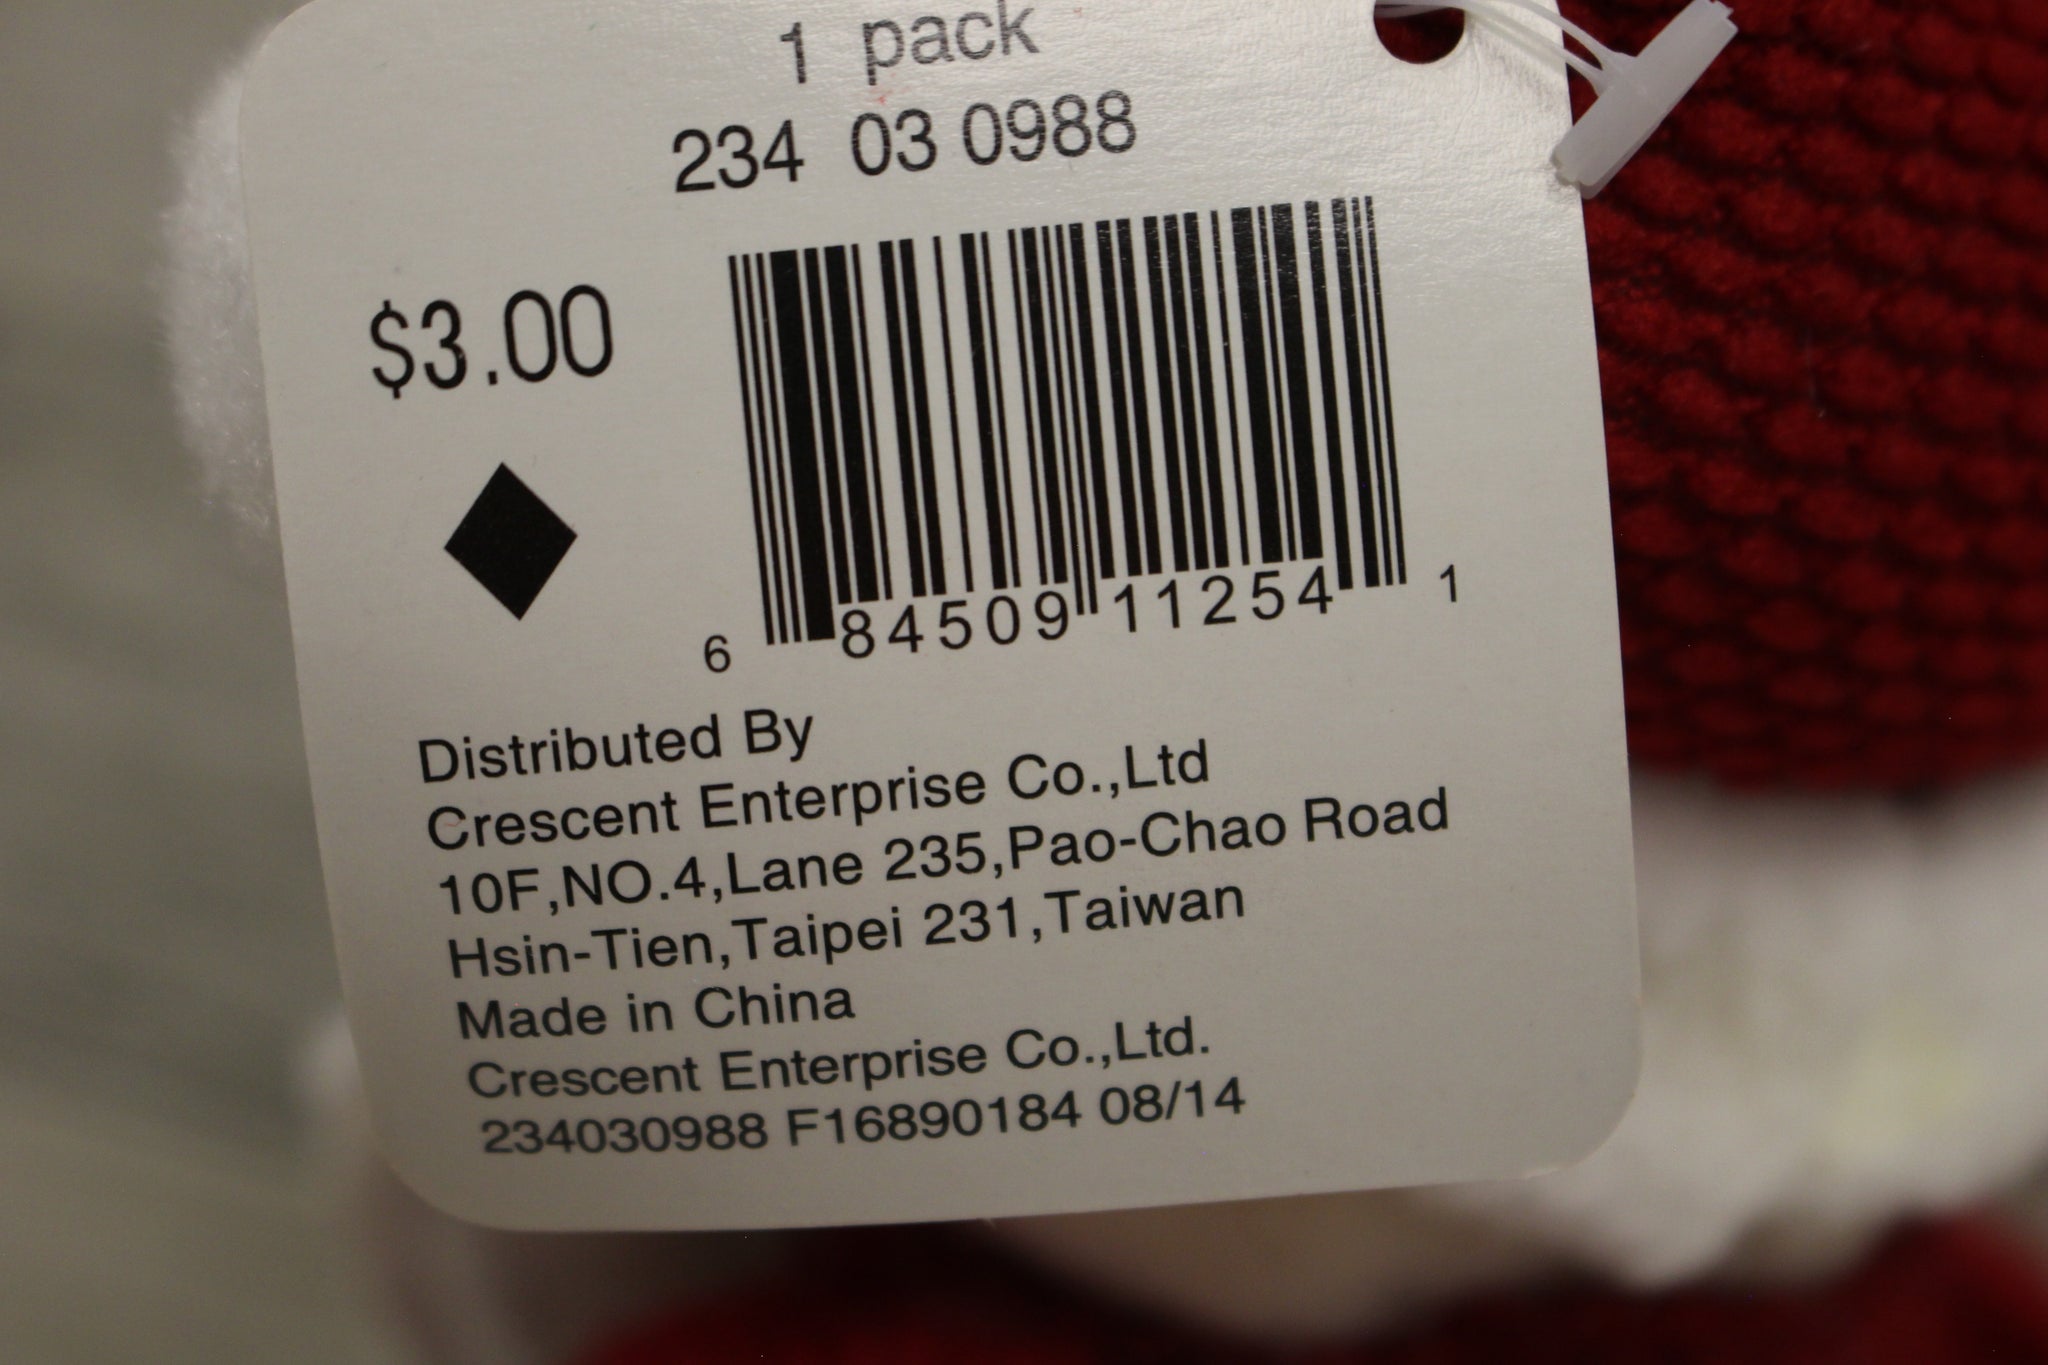 1 pack
234 03 0988
$3.00
6 84509 11254 1
Distributed By
Crescent Enterprise Co.,Ltd
10F,NO.4,Lane 235,Pao-Chao Road
Hsin-Tien,Taipei 231,Taiwan
Made in China
Crescent Enterprise Co.,Ltd.
234030988 F16890184 08/14